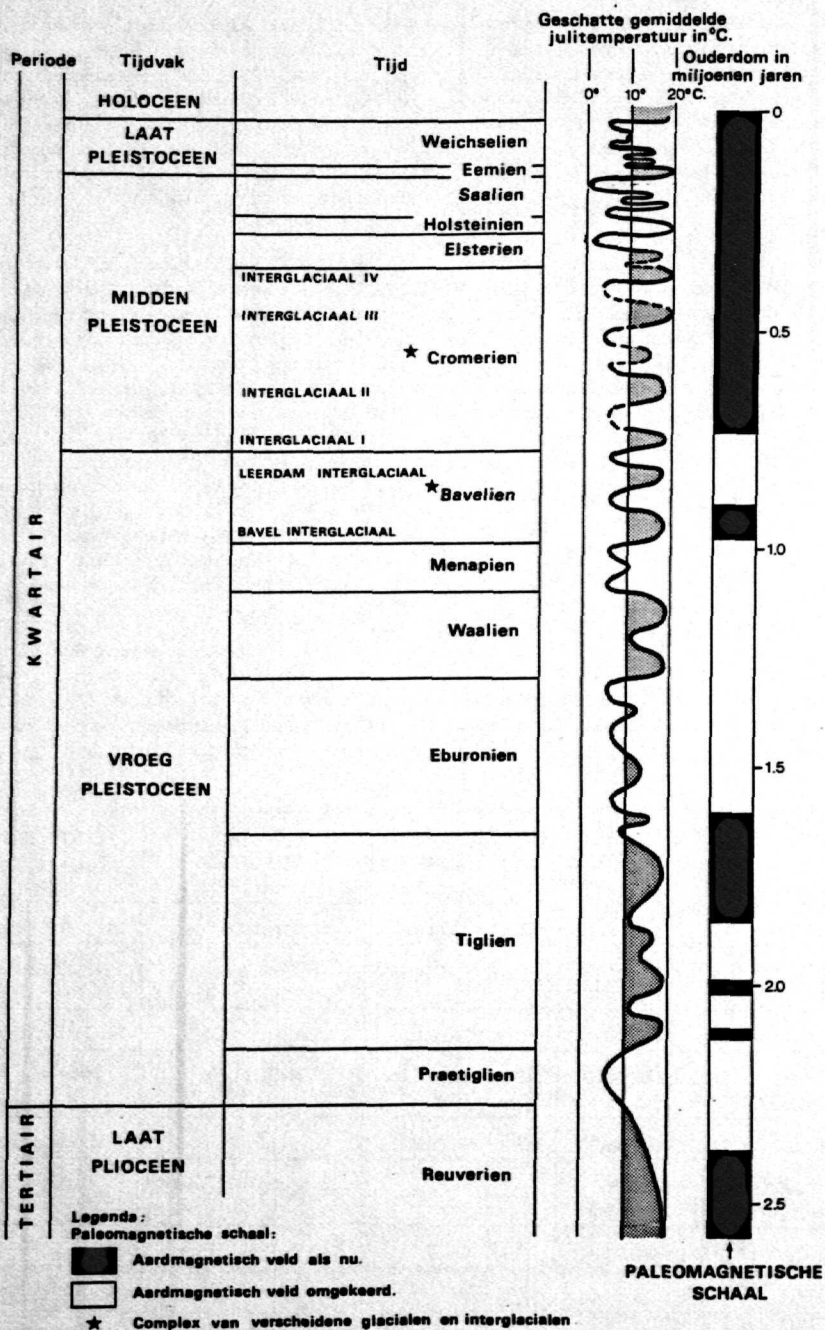 Geschatte gemiddelde
julitemperatuur in °C.
Periode Tijdvak Tijd
Ouderdom in
miljoenen jaren
0° 10°C. 20°C.
HOLOCEEN
0
LAAT
PLEISTOCEEN
Weichselien
Eemien
Saalien
Holsteinien
Elsterien
MIDDEN
PLEISTOCEEN
INTERGLACIAAL IV
INTERGLACIAAL III
0.5
★ Cromerien
INTERGLACIAAL II
INTERGLACIAAL I
KWARTAIR
LEERDAM INTERGLACIAAL
★ Bavelien
BAVEL INTERGLACIAAL
1.0
Menapien
Waalien
VROEG
PLEISTOCEEN
Eburonien
1.5
Tiglien
2.0
Praetiglien
TERTIAIR
LAAT
PLIOCEEN
Reuverien
2.5
Legenda:
Paleomagnetische schaal:
Aardmagnetisch veld als nu.
Aardmagnetisch veld omgekeerd.
★ Complex van verscheidene glacialen en interglacialen
PALEOMAGNETISCHE
SCHAAL